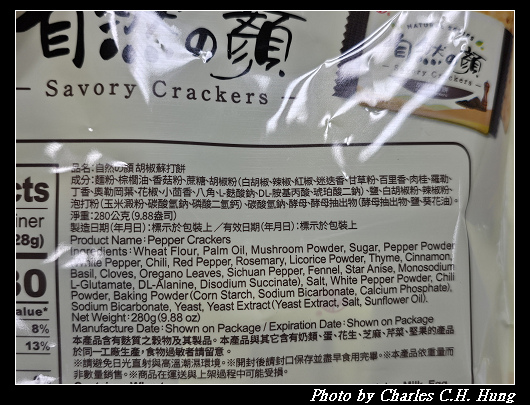 自然の顏
— Savory Crackers —
自然の顏
Savory Crackers
品名:自然の顏 胡椒蘇打餅
成分:麵粉、棕櫚油、香菇粉、蔗糖、胡椒粉(白胡椒、辣椒、紅椒、迷迭香、甘草粉、百里香、肉桂、羅勒、
丁香、奧勒岡葉、花椒、小茴香、八角、L-麩酸鈉、DL-胺基丙酸、琥珀酸二鈉)、鹽、白胡椒粉、辣椒粉、
泡打粉(玉米澱粉、碳酸氫鈉、磷酸二氫鈣)、碳酸氫鈉、酵母、酵母抽出物(酵母抽出物、鹽、葵花油)。
淨重:280公克(9.88盎司)
製造日期(年月日):標示於包裝上／有效日期(年月日):標示於包裝上
Product Name: Pepper Crackers
Ingredients: Wheat Flour, Palm Oil, Mushroom Powder, Sugar, Pepper Powder
White Pepper, Chili, Red Pepper, Rosemary, Licorice Powder, Thyme, Cinnamon,
Basil, Cloves, Oregano Leaves, Sichuan Pepper, Fennel, Star Anise, Monosodium
L-Glutamate, DL-Alanine, Disodium Succinate), Salt, White Pepper Powder, Chili
Powder, Baking Powder(Corn Starch, Sodium Bicarbonate, Calcium Phosphate),
Sodium Bicarbonate, Yeast, Yeast Extract(Yeast Extract, Salt, Sunflower Oil).
Net Weight: 280g(9.88 oz)
Manufacture Date: Shown on Package / Expiration Date: Shown on Package
本產品含有麩質之穀物及其製品。本產品與其它含有奶類、蛋、花生、芝麻、芹菜、堅果的產品
於同一工廠生產，食物過敏者請留意。
※請避免日光直射與高溫潮濕環境。※開封後請封口保存並盡早食用完畢。※本產品依重量而
非數量銷售。※商品在運送與上架過程中可能受損。
cts
iner
28g)
30
Value*
8%
13%
Photo by Charles C.H. Hung